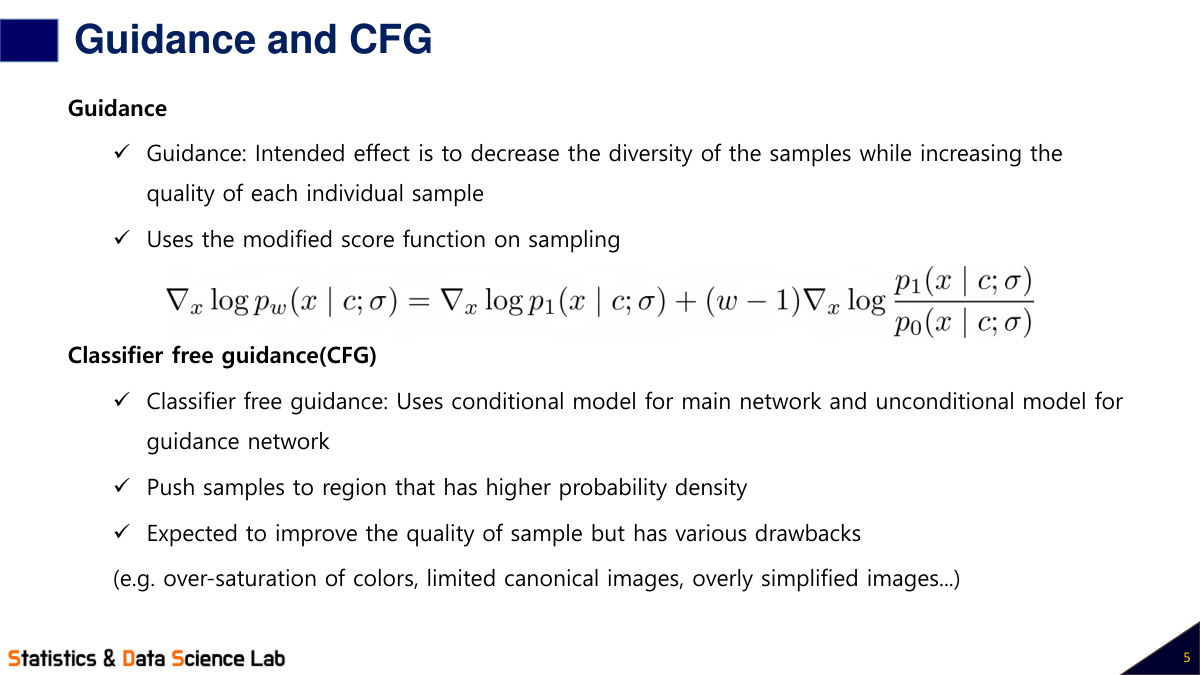 Guidance and CFG
Guidance
✓ Guidance: Intended effect is to decrease the diversity of the samples while increasing the
quality of each individual sample
✓ Uses the modified score function on sampling
∇ₓ log p_w(x | c; σ) = ∇ₓ log p₁(x | c; σ) + (w − 1)∇ₓ log p₁(x | c; σ) / p₀(x | c; σ)
Classifier free guidance(CFG)
✓ Classifier free guidance: Uses conditional model for main network and unconditional model for
guidance network
✓ Push samples to region that has higher probability density
✓ Expected to improve the quality of sample but has various drawbacks
(e.g. over-saturation of colors, limited canonical images, overly simplified images...)
Statistics & Data Science Lab
5